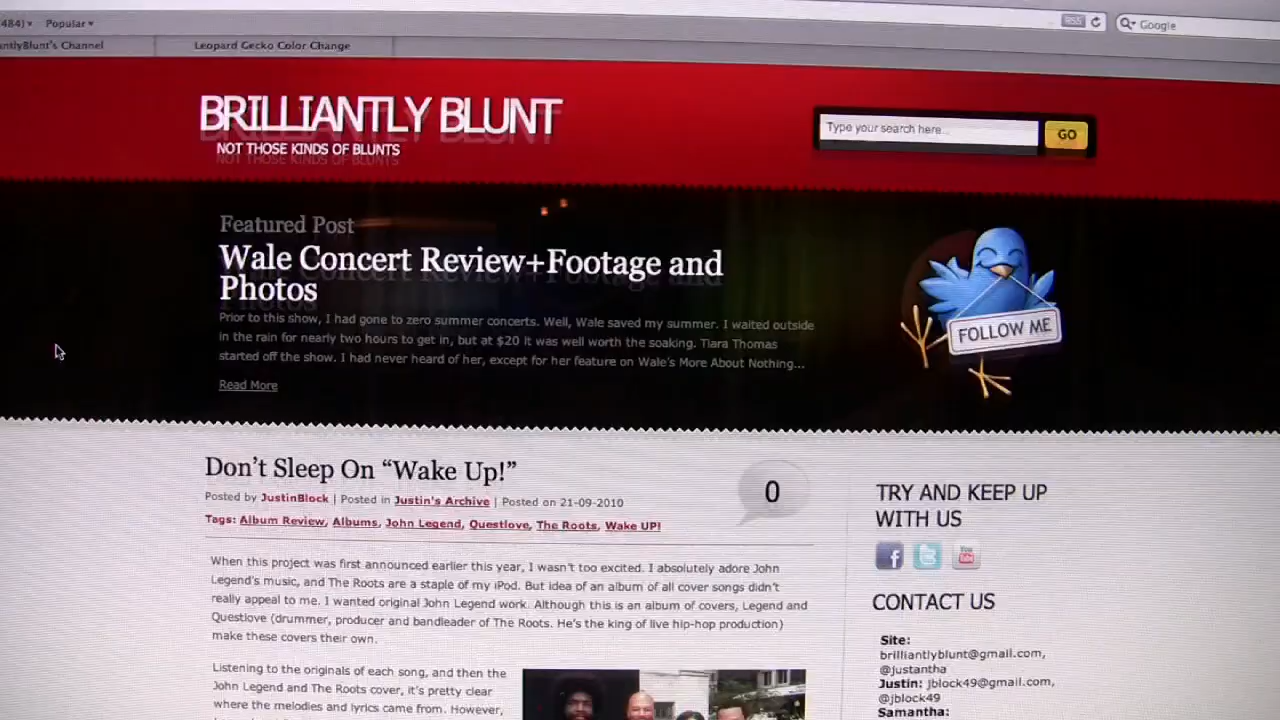 484)
Popular
antlyBlunt's Channel
Leopard Gecko Color Change
RSS
Google
BRILLIANTLY BLUNT
NOT THOSE KINDS OF BLUNTS
Type your search here...
GO
Featured Post
Wale Concert Review+Footage and
Photos
Prior to this show, I had gone to zero summer concerts. Well, Wale saved my summer. I waited outside
in the rain for nearly two hours to get in, but at $20 it was well worth the soaking. Tiara Thomas
started off the show. I had never heard of her, except for her feature on Wale's More About Nothing...
Read More
FOLLOW ME
Don't Sleep On “Wake Up!”
Posted by JustinBlock | Posted in Justin's Archive | Posted on 21-09-2010
Tags: Album Review, Albums, John Legend, Questlove, The Roots, Wake UP!
0
When this project was first announced earlier this year, I wasn't too excited. I absolutely adore John
Legend's music, and The Roots are a staple of my iPod. But idea of an album of all cover songs didn't
really appeal to me. I wanted original John Legend work. Although this is an album of covers, Legend and
Questlove (drummer, producer and bandleader of The Roots. He's the king of live hip-hop production)
make these covers their own.
Listening to the originals of each song, and then the
John Legend and The Roots cover, it's pretty clear
where the melodies and lyrics came from. However,
TRY AND KEEP UP
WITH US
f
t
You
CONTACT US
Site:
brilliantlyblunt@gmail.com,
@justantha
Justin: jblock49@gmail.com,
@jblock49
Samantha: